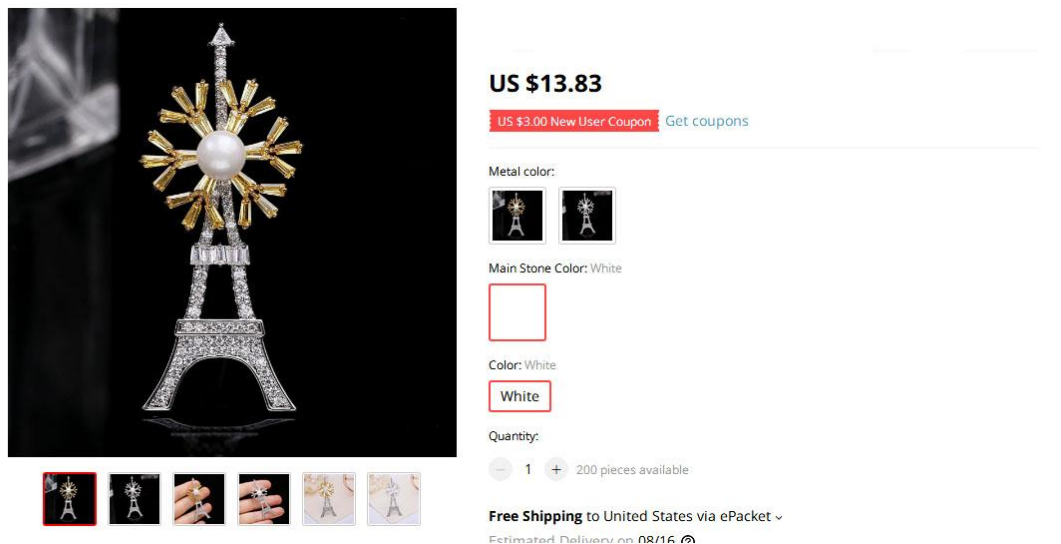 US $13.83
US $3.00 New User Coupon Get coupons
Metal color:
Main Stone Color: White
Color: White
White
Quantity:
1 + 200 pieces available
Free Shipping to United States via ePacket
Estimated Delivery on 08/16